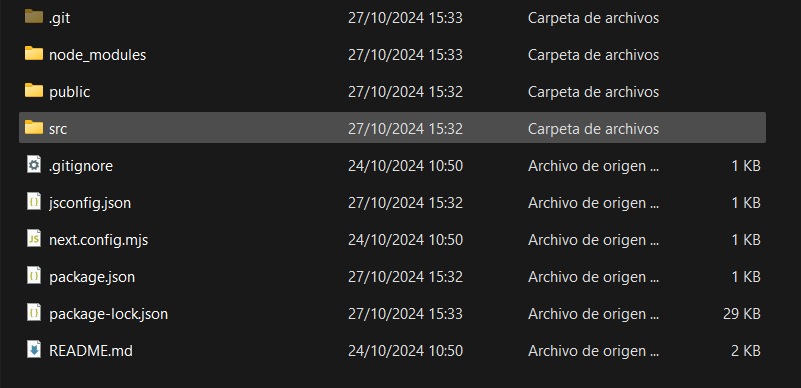 .git 27/10/2024 15:33 Carpeta de archivos
node_modules 27/10/2024 15:33 Carpeta de archivos
public 27/10/2024 15:32 Carpeta de archivos
src 27/10/2024 15:32 Carpeta de archivos
.gitignore 24/10/2024 10:50 Archivo de origen ... 1 KB
jsconfig.json 27/10/2024 15:32 Archivo de origen ... 1 KB
next.config.mjs 24/10/2024 10:50 Archivo de origen ... 1 KB
package.json 27/10/2024 15:32 Archivo de origen ... 1 KB
package-lock.json 27/10/2024 15:33 Archivo de origen ... 29 KB
README.md 24/10/2024 10:50 Archivo de origen ... 2 KB